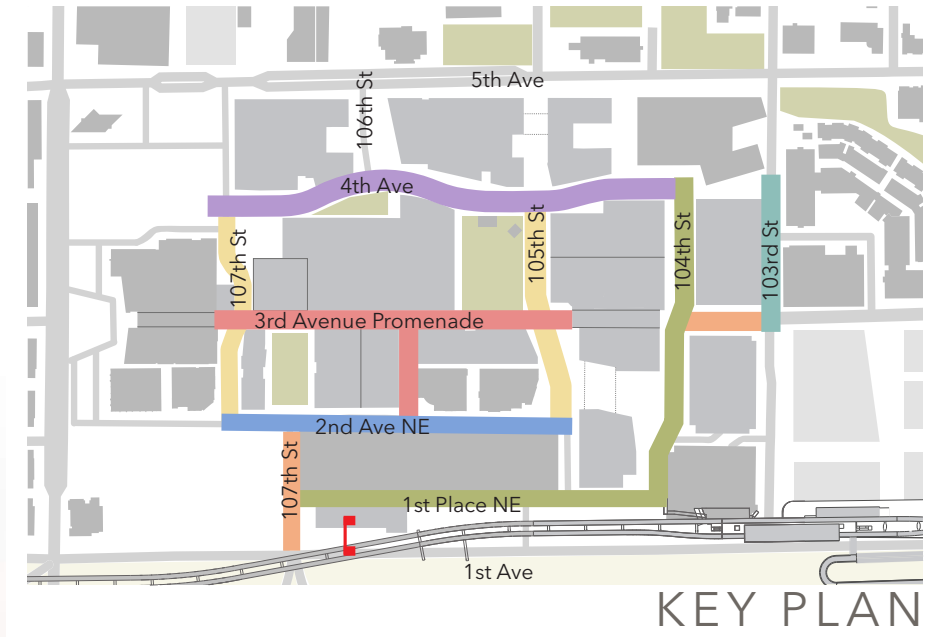 5th Ave
106th St
4th Ave
107th St
105th St
104th St
103rd St
3rd Avenue Promenade
2nd Ave NE
107th St
1st Place NE
1st Ave
KEY PLAN